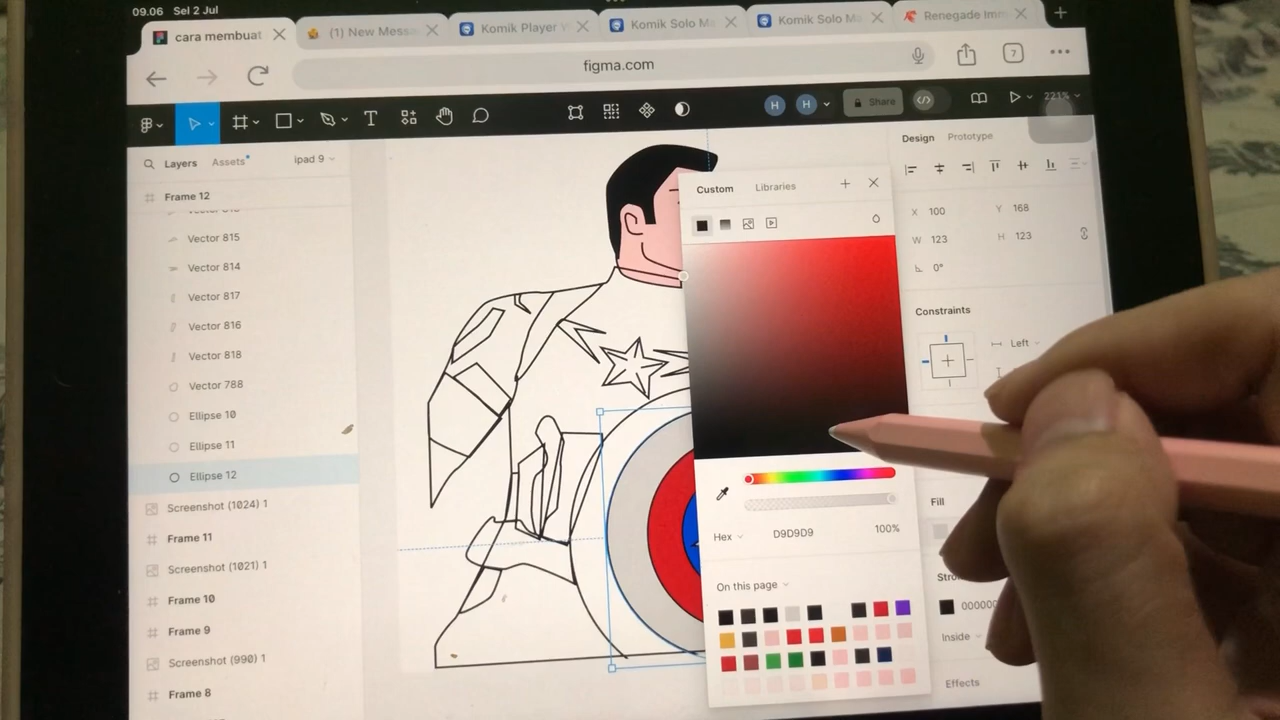 09.06 Sel 2 Jul
cara membuat
(1) New Mess
Komik Player
Komik Solo M
Komik Solo M
Renegade Im
figma.com
7
H
H
Share
221%
Layers
Assets
ipad 9
Design
Prototype
Frame 12
Vector 815
Vector 814
Vector 817
Vector 816
Vector 818
Vector 788
Ellipse 10
Ellipse 11
Ellipse 12
Screenshot (1024) 1
Frame 11
Screenshot (1021) 1
Frame 10
Frame 9
Screenshot (990) 1
Frame 8
Custom
Libraries
Hex
D9D9D9
100%
On this page
X 100
Y 168
W 123
H 123
0°
Constraints
Left
Fill
Stro
000000
Inside
Effects